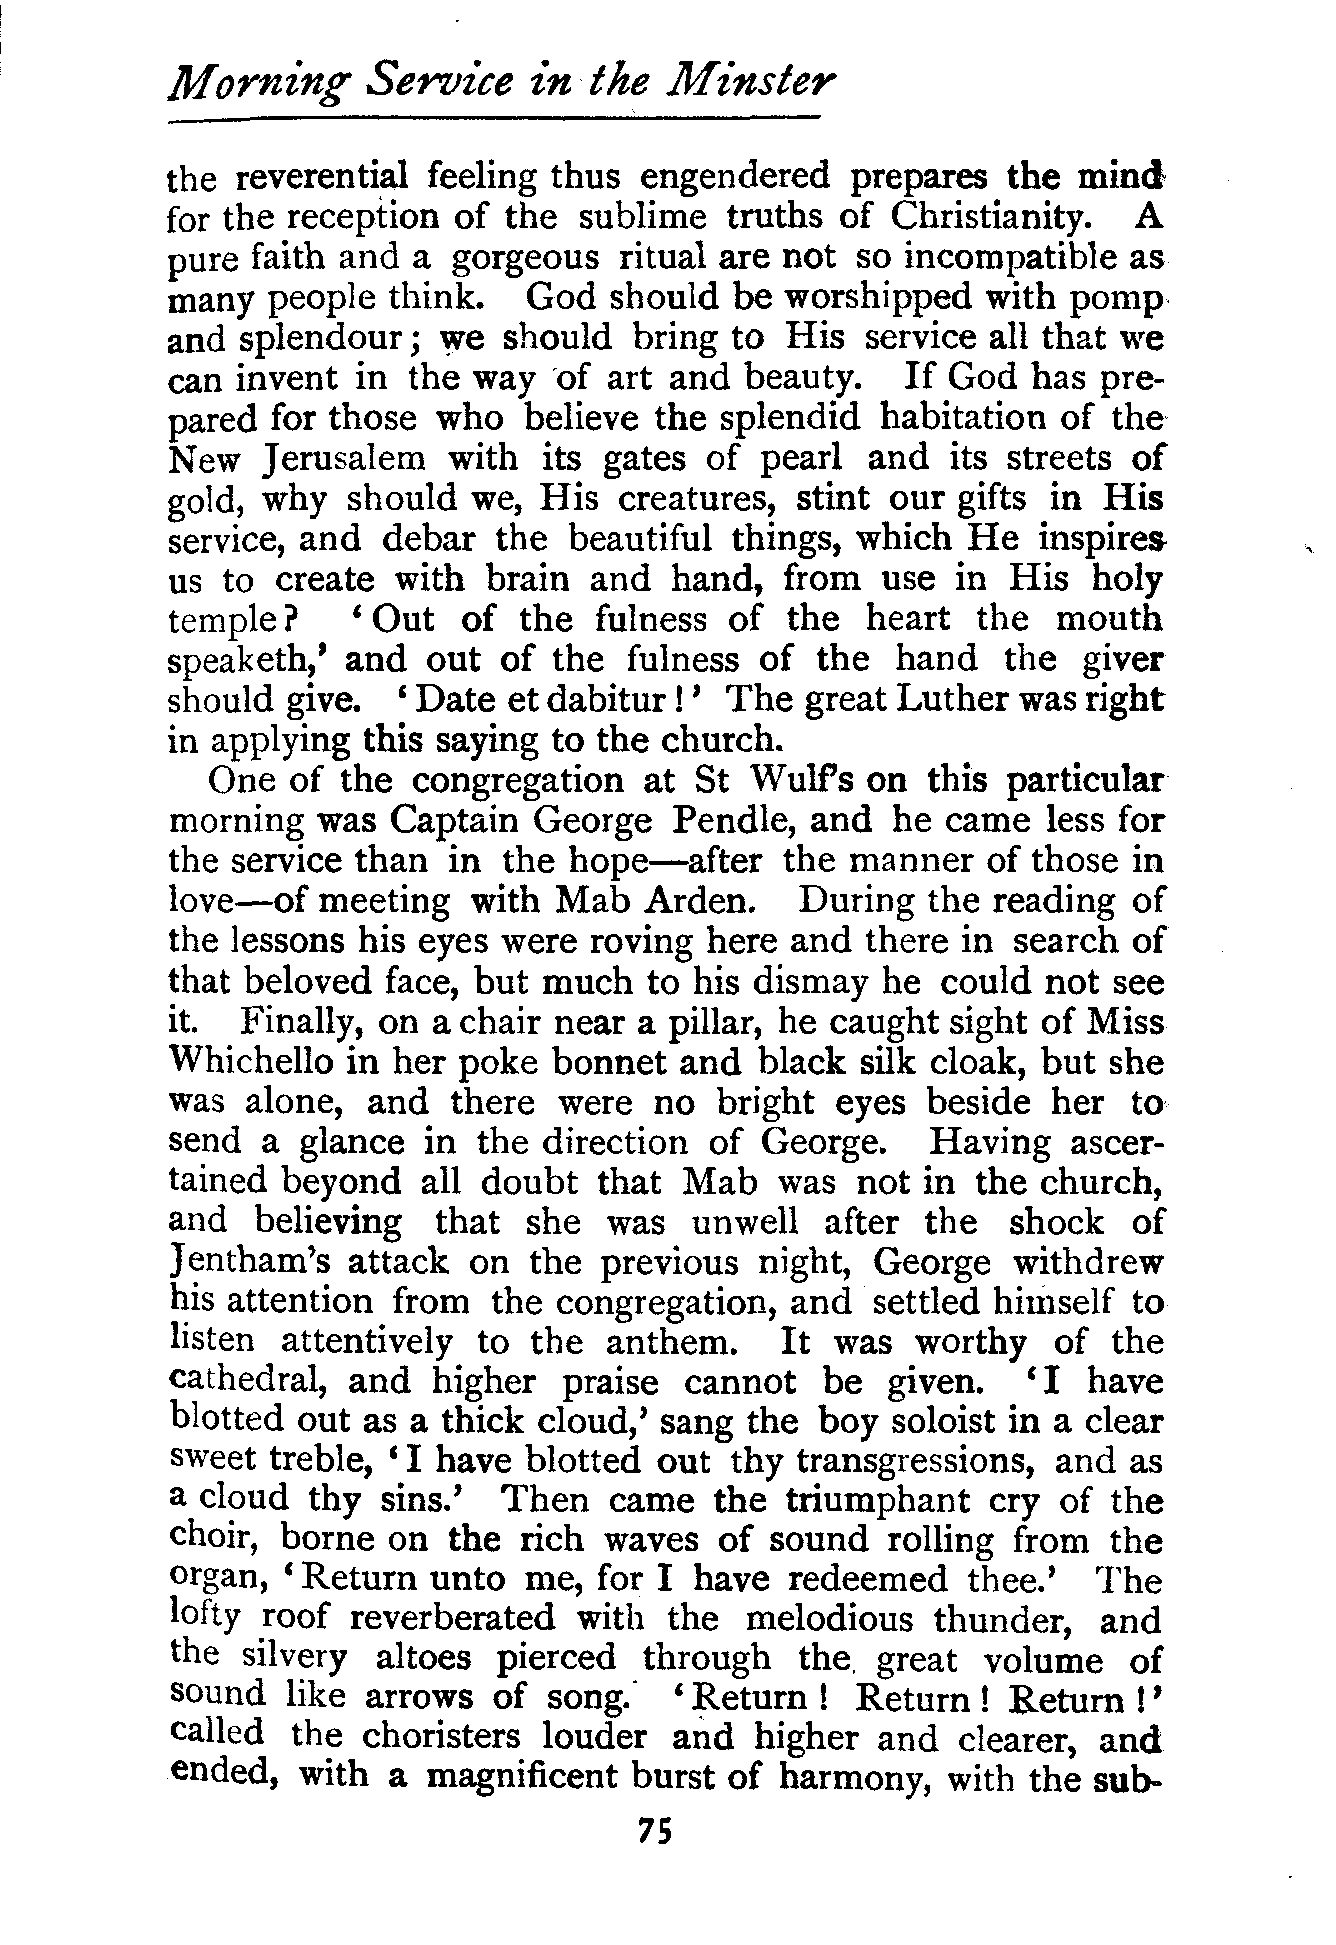 Morning Service in the Minster
the reverential feeling thus engendered prepares the mind
for the reception of the sublime truths of Christianity. A
pure faith and a gorgeous ritual are not so incompatible as
many people think. God should be worshipped with pomp
and splendour; we should bring to His service all that we
can invent in the way of art and beauty. If God has pre-
pared for those who believe the splendid habitation of the
New Jerusalem with its gates of pearl and its streets of
gold, why should we, His creatures, stint our gifts in His
service, and debar the beautiful things, which He inspires
us to create with brain and hand, from use in His holy
temple? ‘Out of the fulness of the heart the mouth
speaketh,’ and out of the fulness of the hand the giver
should give. ‘Date et dabitur!’ The great Luther was right
in applying this saying to the church.
One of the congregation at St Wulf's on this particular
morning was Captain George Pendle, and he came less for
the service than in the hope—after the manner of those in
love—of meeting with Mab Arden. During the reading of
the lessons his eyes were roving here and there in search of
that beloved face, but much to his dismay he could not see
it. Finally, on a chair near a pillar, he caught sight of Miss
Whichello in her poke bonnet and black silk cloak, but she
was alone, and there were no bright eyes beside her to
send a glance in the direction of George. Having ascer-
tained beyond all doubt that Mab was not in the church,
and believing that she was unwell after the shock of
Jentham's attack on the previous night, George withdrew
his attention from the congregation, and settled himself to
listen attentively to the anthem. It was worthy of the
cathedral, and higher praise cannot be given. ‘I have
blotted out as a thick cloud,’ sang the boy soloist in a clear
sweet treble, ‘I have blotted out thy transgressions, and as
a cloud thy sins.’ Then came the triumphant cry of the
choir, borne on the rich waves of sound rolling from the
organ, ‘Return unto me, for I have redeemed thee.’ The
lofty roof reverberated with the melodious thunder, and
the silvery altoes pierced through the great volume of
sound like arrows of song. ‘Return! Return! Return!’
called the choristers louder and higher and clearer, and
ended, with a magnificent burst of harmony, with the sub-
75